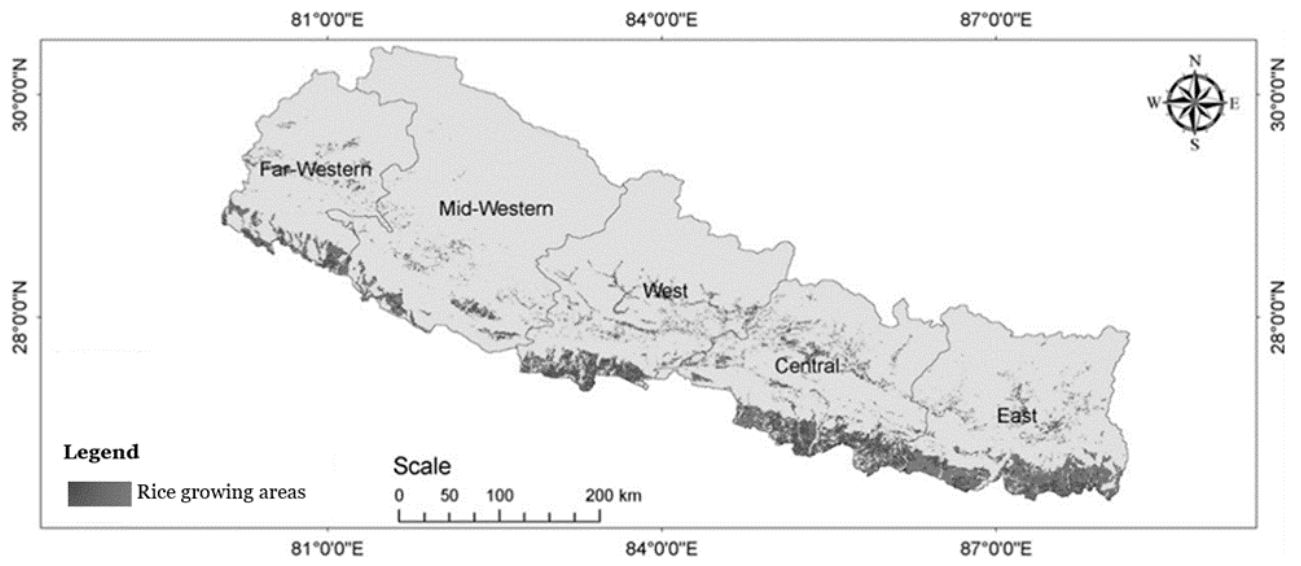 81°0'0"E 84°0'0"E 87°0'0"E
30°0'0"N
30°0'0"N
N
W E
S
Far-Western
Mid-Western
West
28°0'0"N
28°0'0"N
Central
East
Legend
Rice growing areas
Scale
0 50 100 200 km
81°0'0"E 84°0'0"E 87°0'0"E